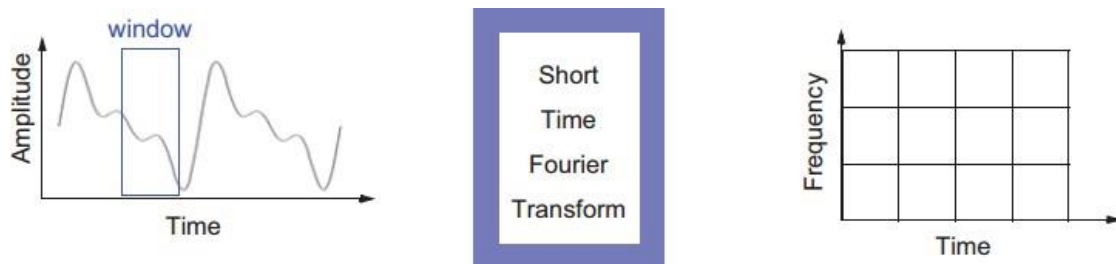 window
Amplitude
Time
Short
Time
Fourier
Transform
Frequency
Time